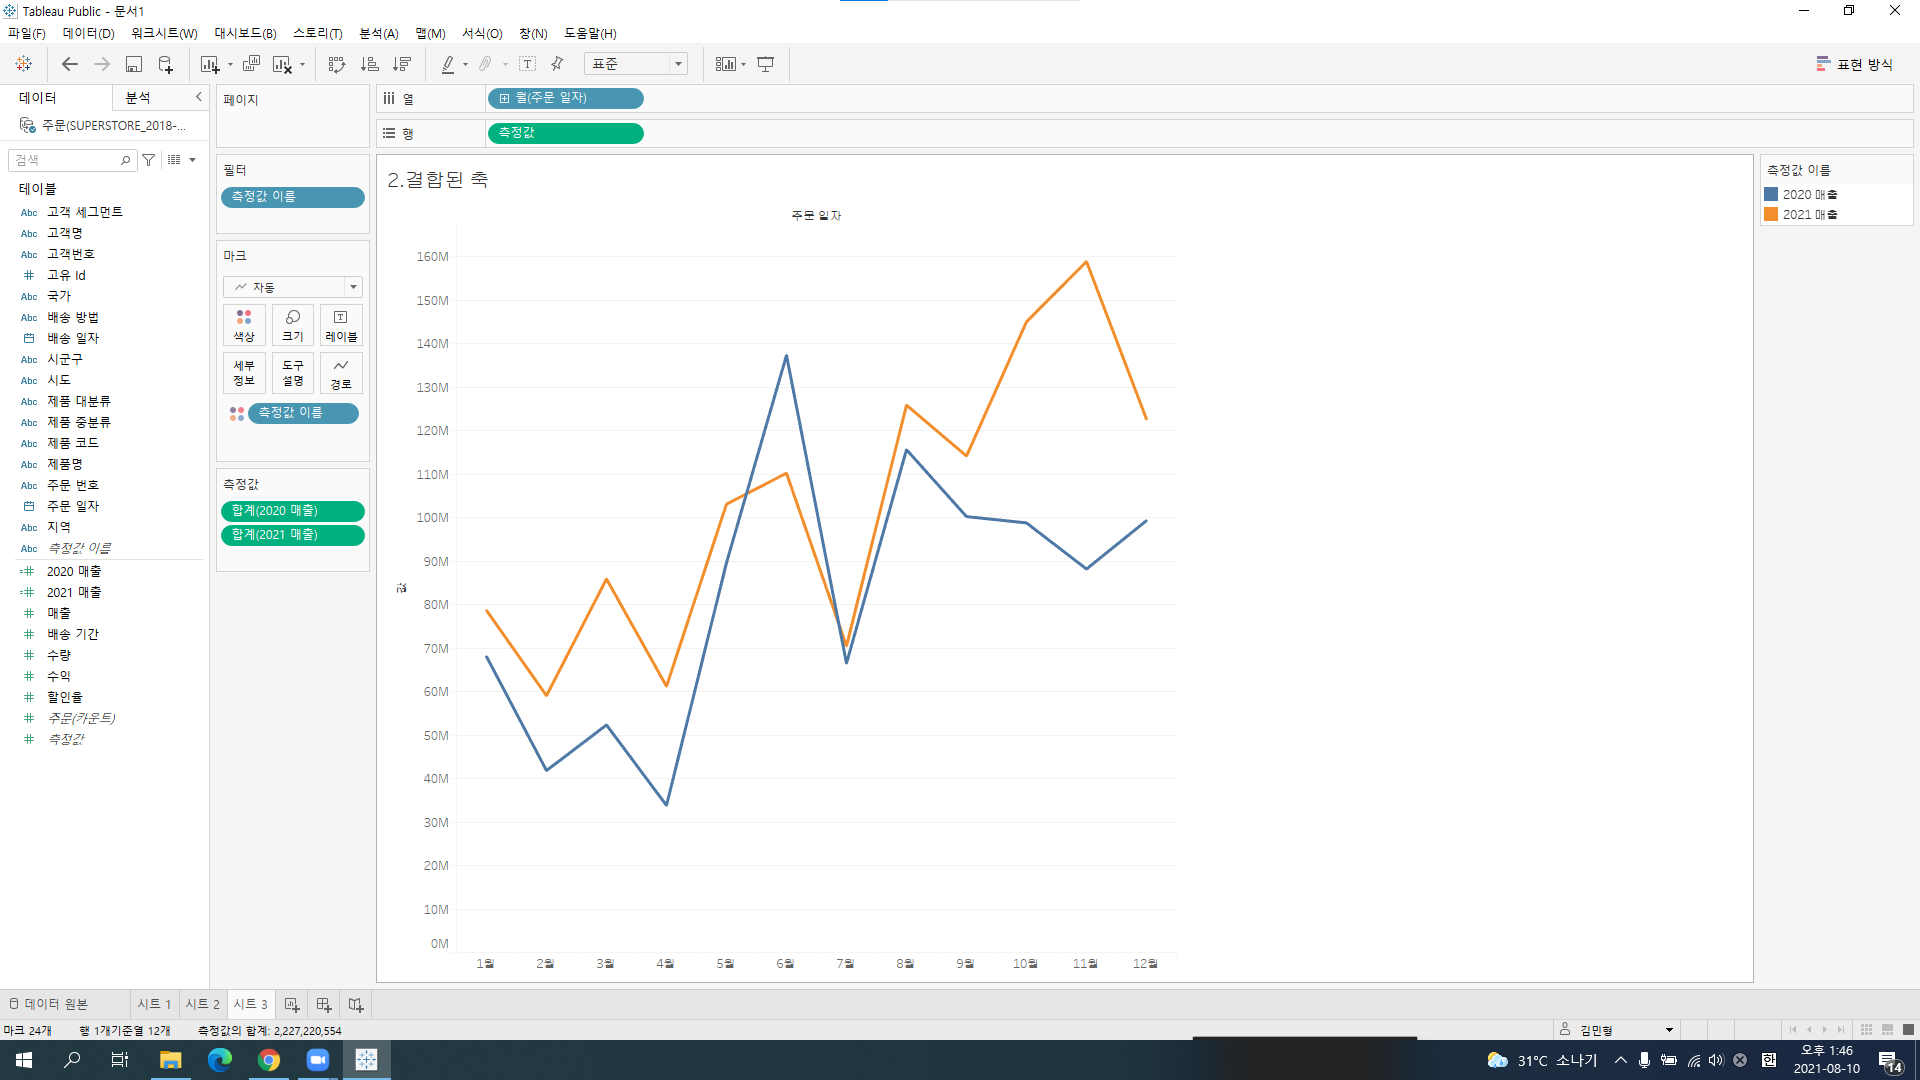 Tableau Public - 문서1
파일(F) 데이터(D) 워크시트(W) 대시보드(B) 스토리(T) 분석(A) 맵(M) 서식(O) 창(N) 도움말(H)
표준
표현 방식
데이터 분석
주문(SUPERSTORE_2018-...
검색
테이블
Abc 고객 세그먼트
Abc 고객명
Abc 고객번호
고유 Id
Abc 국가
Abc 배송 방법
배송 일자
Abc 시군구
Abc 시도
Abc 제품 대분류
Abc 제품 중분류
Abc 제품 코드
Abc 제품명
Abc 주문 번호
주문 일자
Abc 지역
Abc 측정값 이름
2020 매출
2021 매출
매출
배송 기간
수량
수익
할인율
주문(카운트)
측정값
페이지
필터
측정값 이름
마크
자동
색상 크기 레이블
세부 정보 도구 설명 경로
측정값 이름
측정값
합계(2020 매출)
합계(2021 매출)
열 월(주문 일자)
행 측정값
2.결합된 축
주문 일자
160M
150M
140M
130M
120M
110M
100M
90M
80M
70M
60M
50M
40M
30M
20M
10M
0M
값
1월 2월 3월 4월 5월 6월 7월 8월 9월 10월 11월 12월
측정값 이름
2020 매출
2021 매출
데이터 원본 시트 1 시트 2 시트 3
마크 24개 행 1개기준열 12개 측정값의 합계: 2,227,220,554
김민형
31°C 소나기
한
오후 1:46
2021-08-10
14